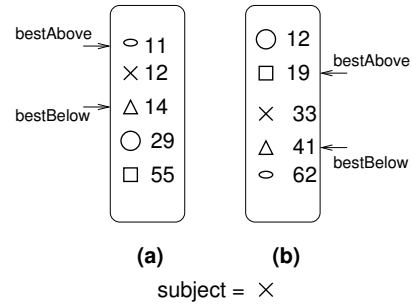 bestAbove
11
12
14
bestBelow
29
55
12
19
bestAbove
33
41
bestBelow
62
(a)
(b)
subject =